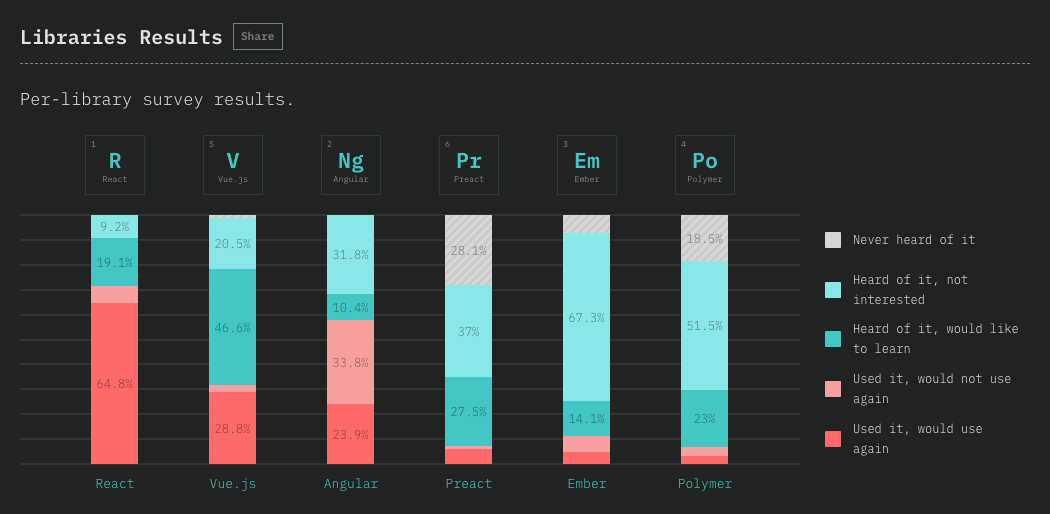 Libraries Results
Share
Per-library survey results.
1
R
React
5
V
Vue.js
2
Ng
Angular
6
Pr
Preact
3
Em
Ember
4
Po
Polymer
9.2%
19.1%
64.8%
20.5%
46.6%
28.8%
31.8%
10.4%
33.8%
23.9%
28.1%
37%
27.5%
67.3%
14.1%
18.5%
51.5%
23%
React
Vue.js
Angular
Preact
Ember
Polymer
Never heard of it
Heard of it, not
interested
Heard of it, would like
to learn
Used it, would not use
again
Used it, would use
again